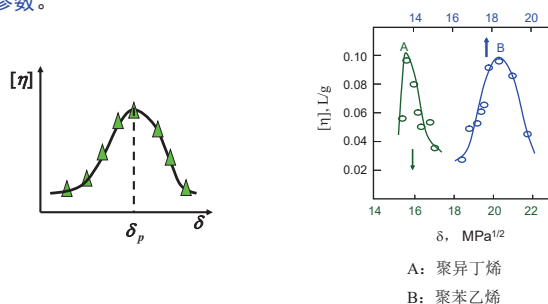 参数。
[η]
δp
δ
14 16 18 20
A
B
0.10
0.08
0.06
0.04
0.02
[η], L/g
14 16 18 20 22
δ, MPa1/2
A：聚异丁烯
B：聚苯乙烯